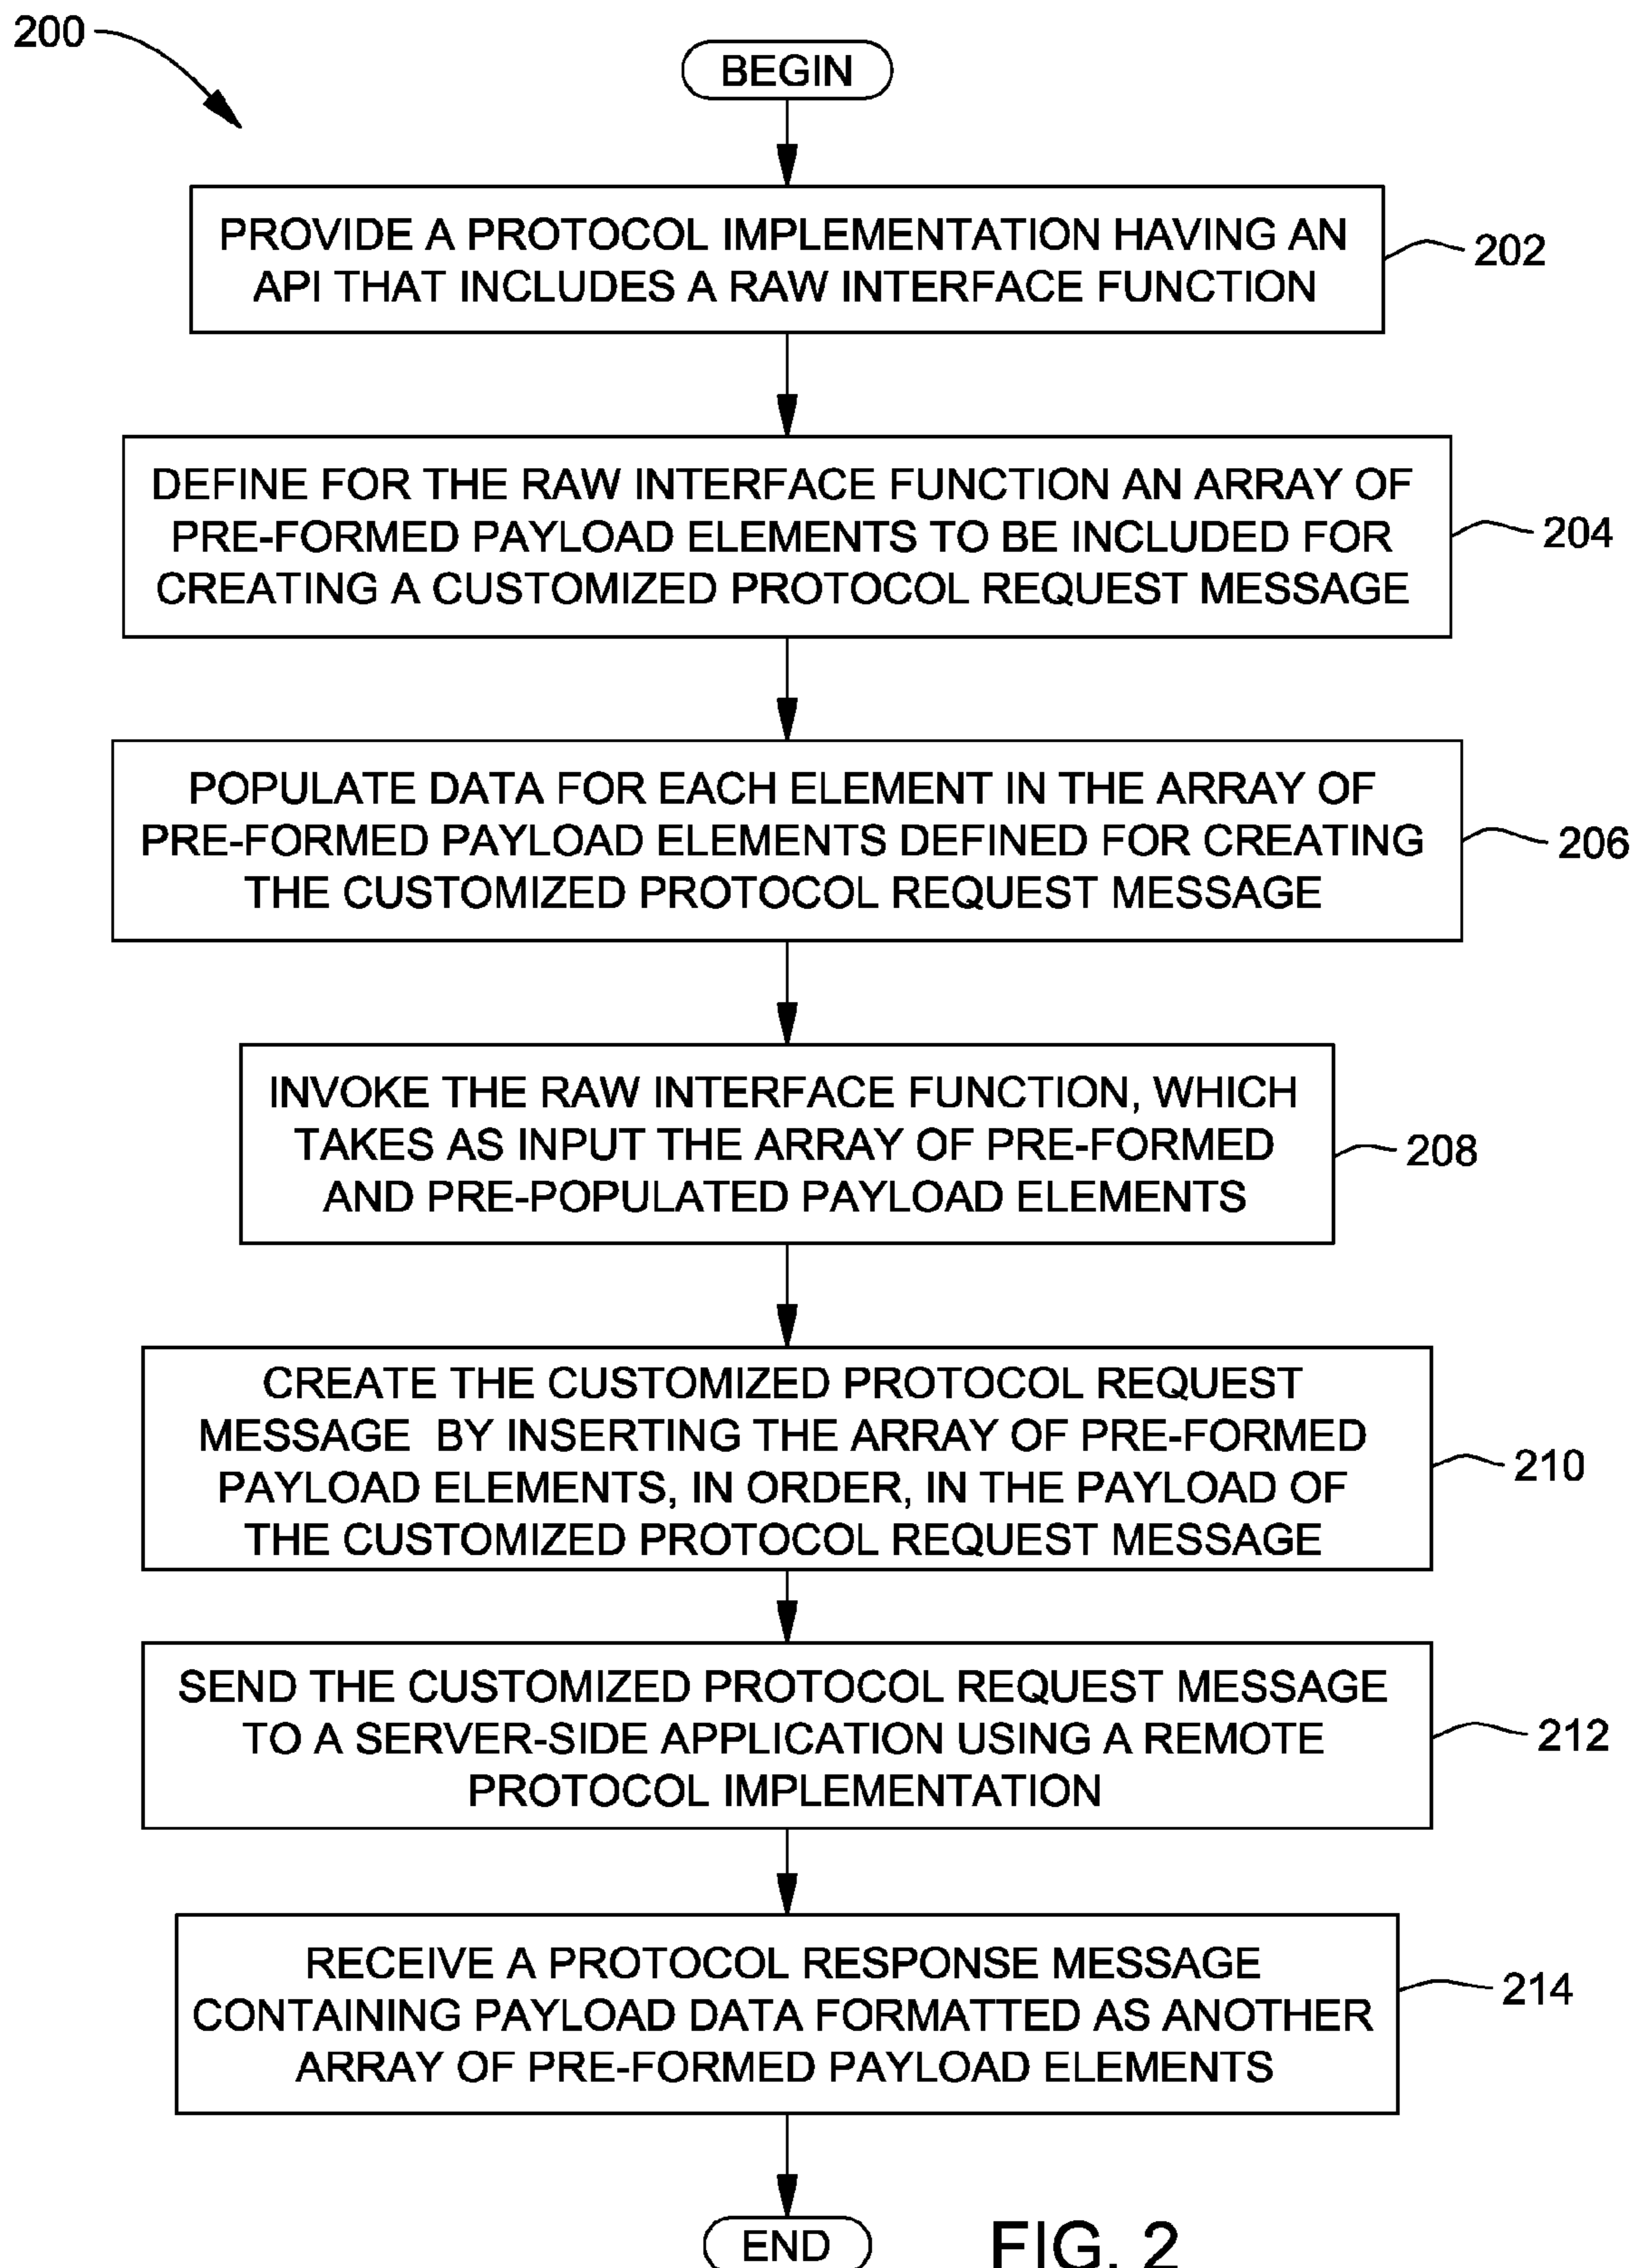 200
BEGIN
PROVIDE A PROTOCOL IMPLEMENTATION HAVING AN
API THAT INCLUDES A RAW INTERFACE FUNCTION
202
DEFINE FOR THE RAW INTERFACE FUNCTION AN ARRAY OF
PRE-FORMED PAYLOAD ELEMENTS TO BE INCLUDED FOR
CREATING A CUSTOMIZED PROTOCOL REQUEST MESSAGE
204
POPULATE DATA FOR EACH ELEMENT IN THE ARRAY OF
PRE-FORMED PAYLOAD ELEMENTS DEFINED FOR CREATING
THE CUSTOMIZED PROTOCOL REQUEST MESSAGE
206
INVOKE THE RAW INTERFACE FUNCTION, WHICH
TAKES AS INPUT THE ARRAY OF PRE-FORMED
AND PRE-POPULATED PAYLOAD ELEMENTS
208
CREATE THE CUSTOMIZED PROTOCOL REQUEST
MESSAGE BY INSERTING THE ARRAY OF PRE-FORMED
PAYLOAD ELEMENTS, IN ORDER, IN THE PAYLOAD OF
THE CUSTOMIZED PROTOCOL REQUEST MESSAGE
210
SEND THE CUSTOMIZED PROTOCOL REQUEST MESSAGE
TO A SERVER-SIDE APPLICATION USING A REMOTE
PROTOCOL IMPLEMENTATION
212
RECEIVE A PROTOCOL RESPONSE MESSAGE
CONTAINING PAYLOAD DATA FORMATTED AS ANOTHER
ARRAY OF PRE-FORMED PAYLOAD ELEMENTS
214
END
FIG. 2